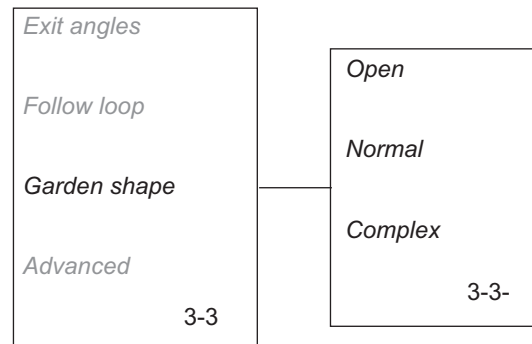 Exit angles
Follow loop
Garden shape
Advanced
3-3
Open
Normal
Complex
3-3-